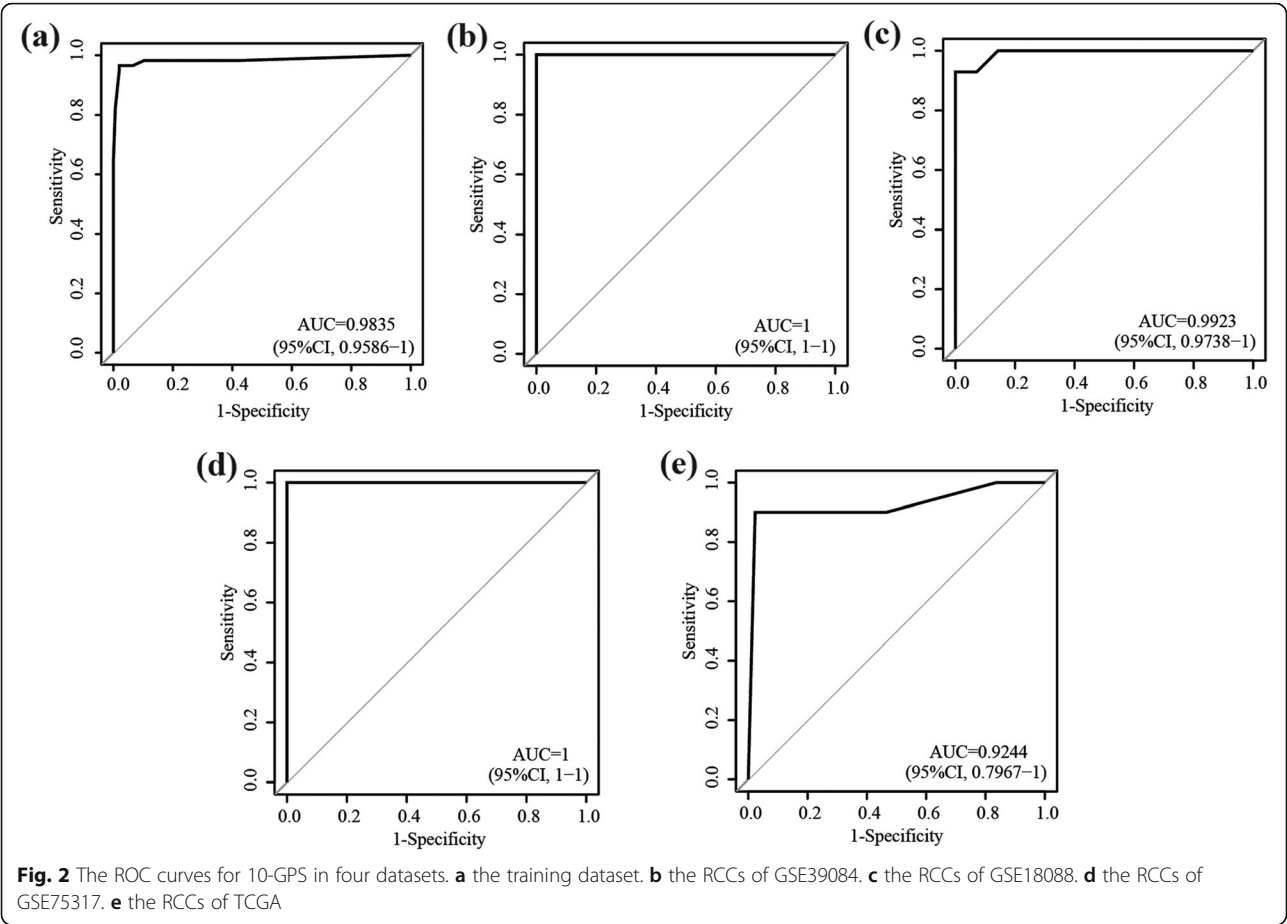 (a)
1.0
0.8
0.6
0.4
0.2
0.0
Sensitivity
AUC=0.9835
(95%CI, 0.9586−1)
0.0 0.2 0.4 0.6 0.8 1.0
1-Specificity
(b)
1.0
0.8
0.6
0.4
0.2
0.0
Sensitivity
AUC=1
(95%CI, 1−1)
0.0 0.2 0.4 0.6 0.8 1.0
1-Specificity
(c)
1.0
0.8
0.6
0.4
0.2
0.0
Sensitivity
AUC=0.9923
(95%CI, 0.9738−1)
0.0 0.2 0.4 0.6 0.8 1.0
1-Specificity
(d)
1.0
0.8
0.6
0.4
0.2
0.0
Sensitivity
AUC=1
(95%CI, 1−1)
0.0 0.2 0.4 0.6 0.8 1.0
1-Specificity
(e)
1.0
0.8
0.6
0.4
0.2
0.0
Sensitivity
AUC=0.9244
(95%CI, 0.7967−1)
0.0 0.2 0.4 0.6 0.8 1.0
1-Specificity
Fig. 2 The ROC curves for 10-GPS in four datasets. a the training dataset. b the RCCs of GSE39084. c the RCCs of GSE18088. d the RCCs of
GSE75317. e the RCCs of TCGA